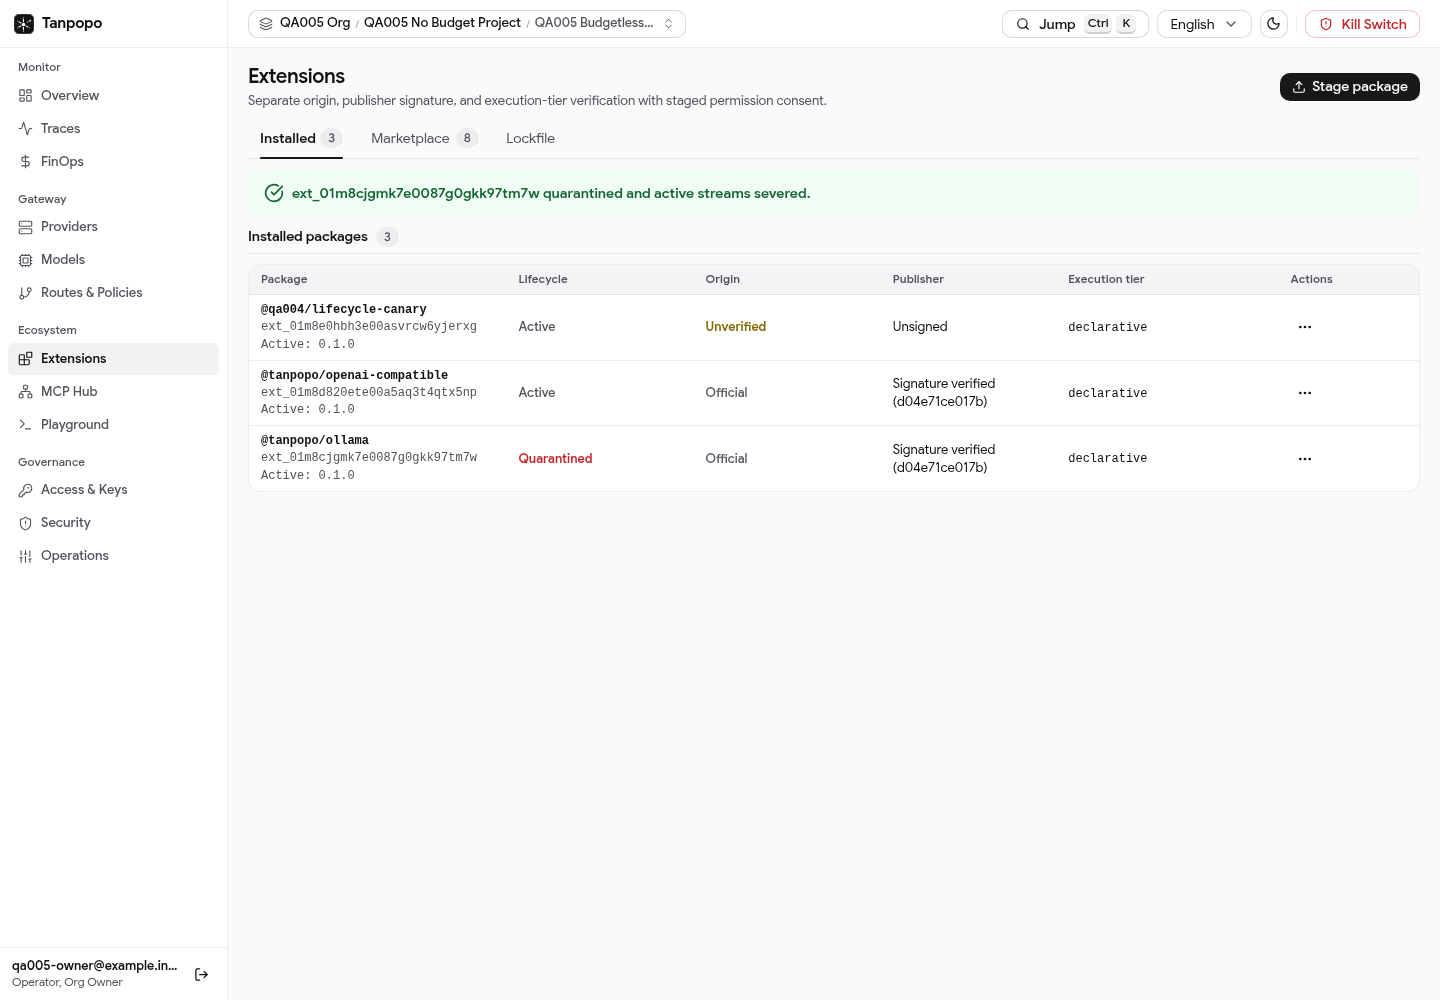 Tanpopo
QA005 Org / QA005 No Budget Project / QA005 Budgetless...
Jump Ctrl K
English
Kill Switch
Monitor
Overview
Traces
FinOps
Gateway
Providers
Models
Routes & Policies
Ecosystem
Extensions
MCP Hub
Playground
Governance
Access & Keys
Security
Operations
qa005-owner@example.in...
Operator, Org Owner
Extensions
Separate origin, publisher signature, and execution-tier verification with staged permission consent.
Stage package
Installed 3 Marketplace 8 Lockfile
ext_01m8cjgmk7e0087g0gkk97tm7w quarantined and active streams severed.
Installed packages 3
Package Lifecycle Origin Publisher Execution tier Actions
@qa004/lifecycle-canary
ext_01m8e0hbh3e00asvrcw6yjerxg Active Unverified Unsigned declarative
Active: 0.1.0
@tanpopo/openai-compatible
ext_01m8d820ete00a5aq3t4qtx5np Active Official Signature verified (d04e71ce017b) declarative
Active: 0.1.0
@tanpopo/ollama
ext_01m8cjgmk7e0087g0gkk97tm7w Quarantined Official Signature verified (d04e71ce017b) declarative
Active: 0.1.0